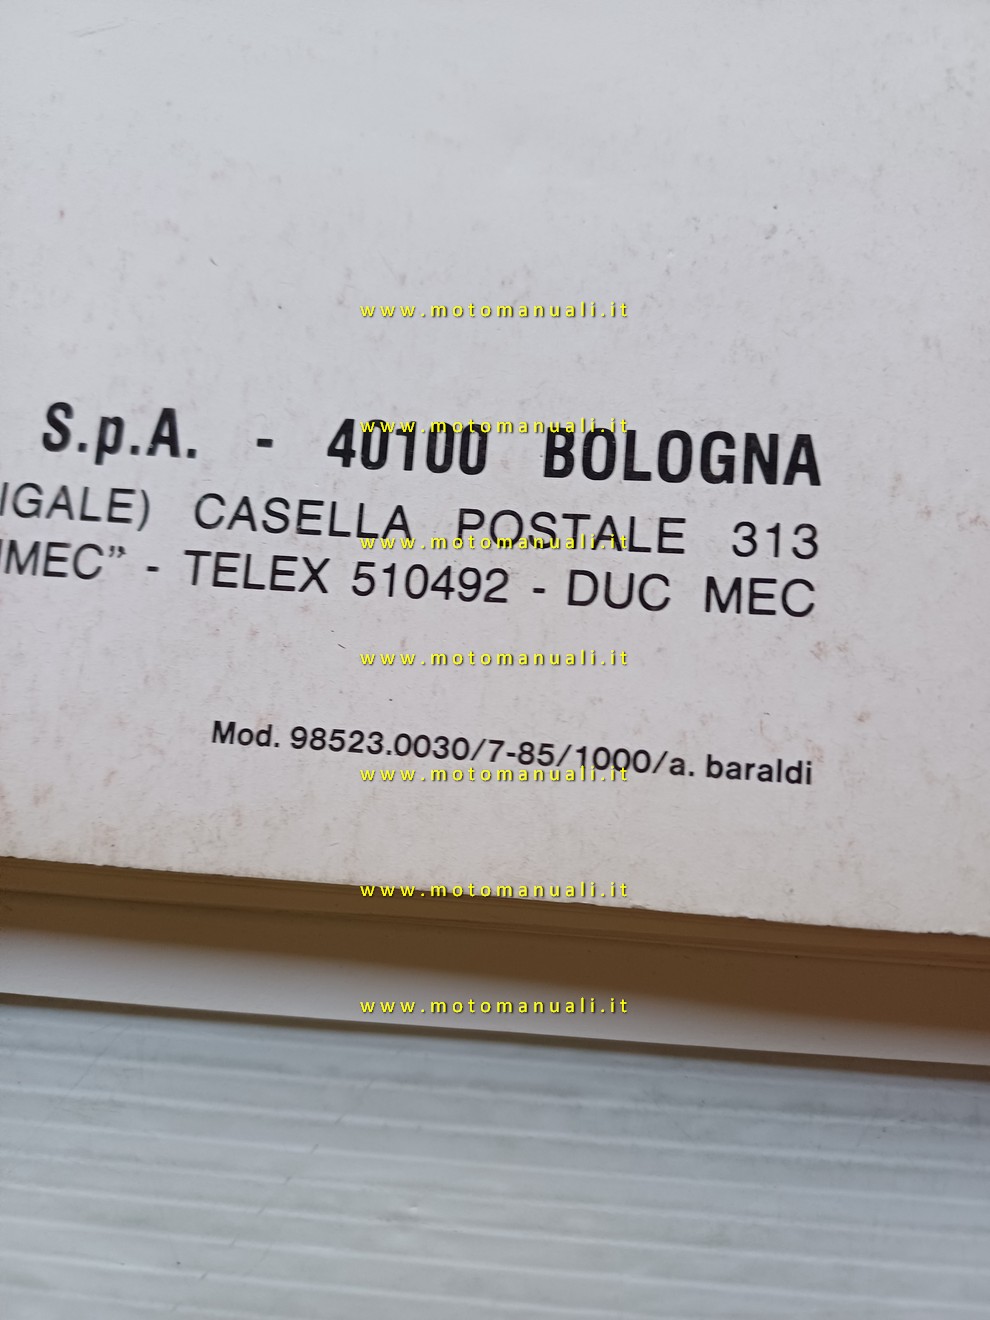 www.motomanuali.it
www.motomanuali.it
S.p.A. - 40100 BOLOGNA
IGALE) CASELLA POSTALE 313
www.motomanuali.it
MEC” - TELEX 510492 - DUC MEC
www.motomanuali.it
Mod. 98523.0030/7-85/1000/a. baraldi
www.motomanuali.it
www.motomanuali.it
www.motomanuali.it